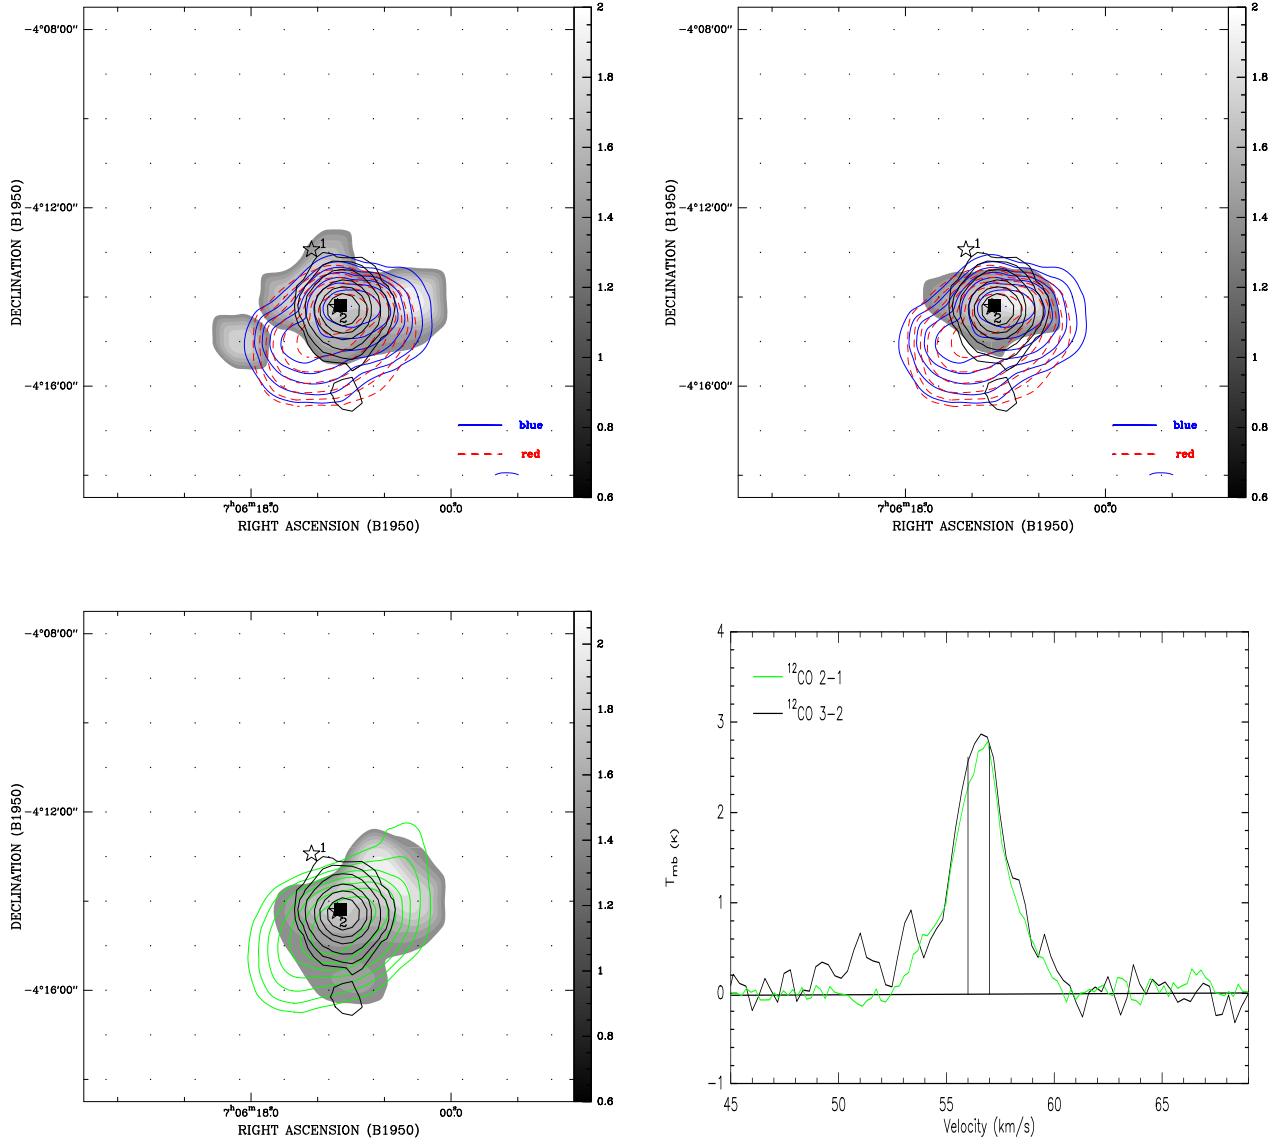 −4°08′00″
−4°12′00″
−4°16′00″
DECLINATION (B1950)
1
2
blue
red
7ʰ06ᵐ18ˢ.0
00ˢ.0
RIGHT ASCENSION (B1950)
2
1.8
1.6
1.4
1.2
1
0.8
0.6
−4°08′00″
−4°12′00″
−4°16′00″
DECLINATION (B1950)
1
2
blue
red
7ʰ06ᵐ18ˢ.0
00ˢ.0
RIGHT ASCENSION (B1950)
2
1.8
1.6
1.4
1.2
1
0.8
0.6
−4°08′00″
−4°12′00″
−4°16′00″
DECLINATION (B1950)
1
2
7ʰ06ᵐ18ˢ.0
00ˢ.0
RIGHT ASCENSION (B1950)
2
1.8
1.6
1.4
1.2
1
0.8
0.6
4
3
2
1
0
−1
T_mb (K)
¹²CO 2−1
¹²CO 3−2
45
50
55
60
65
Velocity (km/s)